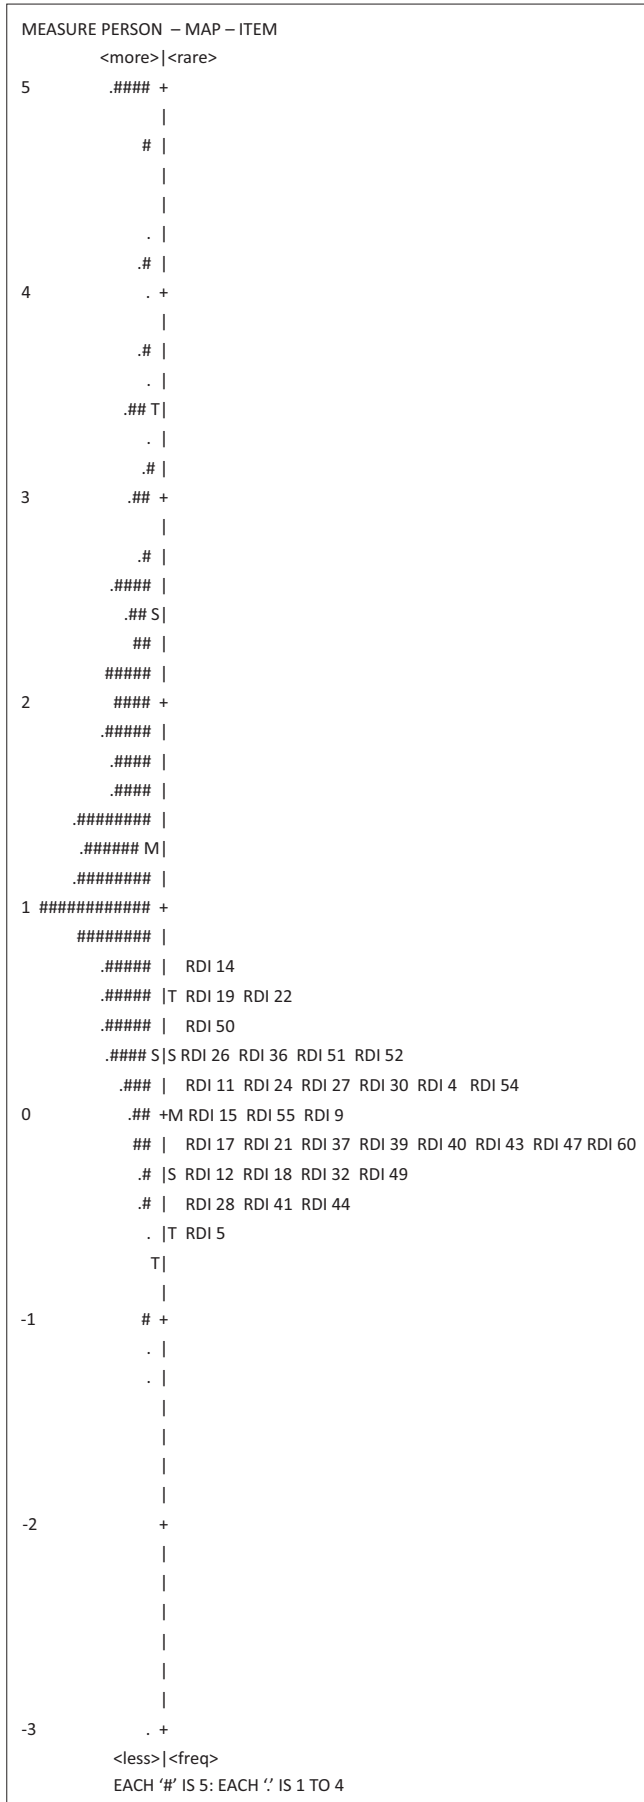 MEASURE PERSON – MAP – ITEM
<more>|<rare>
5 .#### +
|
# |
|
|
. |
.# |
4 . +
|
.# |
. |
.## T|
. |
.# |
3 .## +
|
.# |
.#### |
.## S|
## |
##### |
2 #### +
.##### |
.#### |
.#### |
.######## |
.###### M|
.######## |
1 ############ +
######## |
.##### | RDI 14
.##### |T RDI 19 RDI 22
.##### | RDI 50
.#### S|S RDI 26 RDI 36 RDI 51 RDI 52
.### | RDI 11 RDI 24 RDI 27 RDI 30 RDI 4 RDI 54
0 .## +M RDI 15 RDI 55 RDI 9
## | RDI 17 RDI 21 RDI 37 RDI 39 RDI 40 RDI 43 RDI 47 RDI 60
.# |S RDI 12 RDI 18 RDI 32 RDI 49
.# | RDI 28 RDI 41 RDI 44
. |T RDI 5
T|
|
-1 # +
. |
. |
|
|
|
|
-2 +
|
|
|
|
|
|
-3 . +
<less>|<freq>
EACH ‘#’ IS 5: EACH ‘.’ IS 1 TO 4